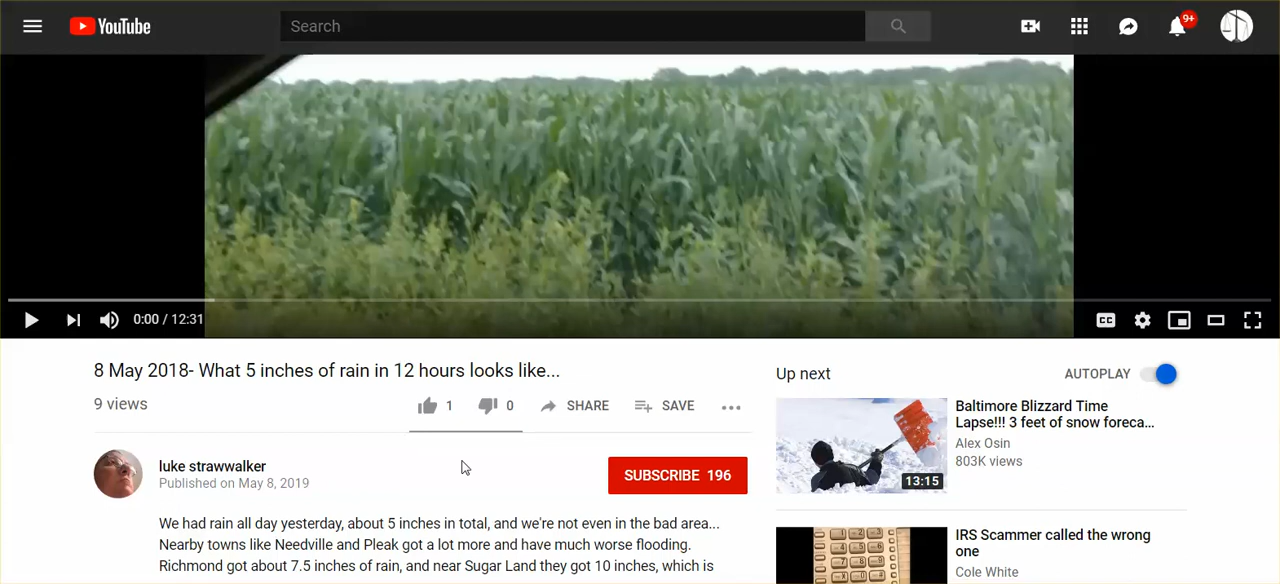 YouTube
Search
9+
0:00 / 12:31
CC
8 May 2018- What 5 inches of rain in 12 hours looks like...
9 views
1
0
SHARE
SAVE
luke strawwalker
Published on May 8, 2019
SUBSCRIBE 196
We had rain all day yesterday, about 5 inches in total, and we're not even in the bad area...
Nearby towns like Needville and Pleak got a lot more and have much worse flooding.
Richmond got about 7.5 inches of rain, and near Sugar Land they got 10 inches, which is
Up next
AUTOPLAY
Baltimore Blizzard Time
Lapse!!! 3 feet of snow foreca...
Alex Osin
803K views
13:15
IRS Scammer called the wrong
one
Cole White